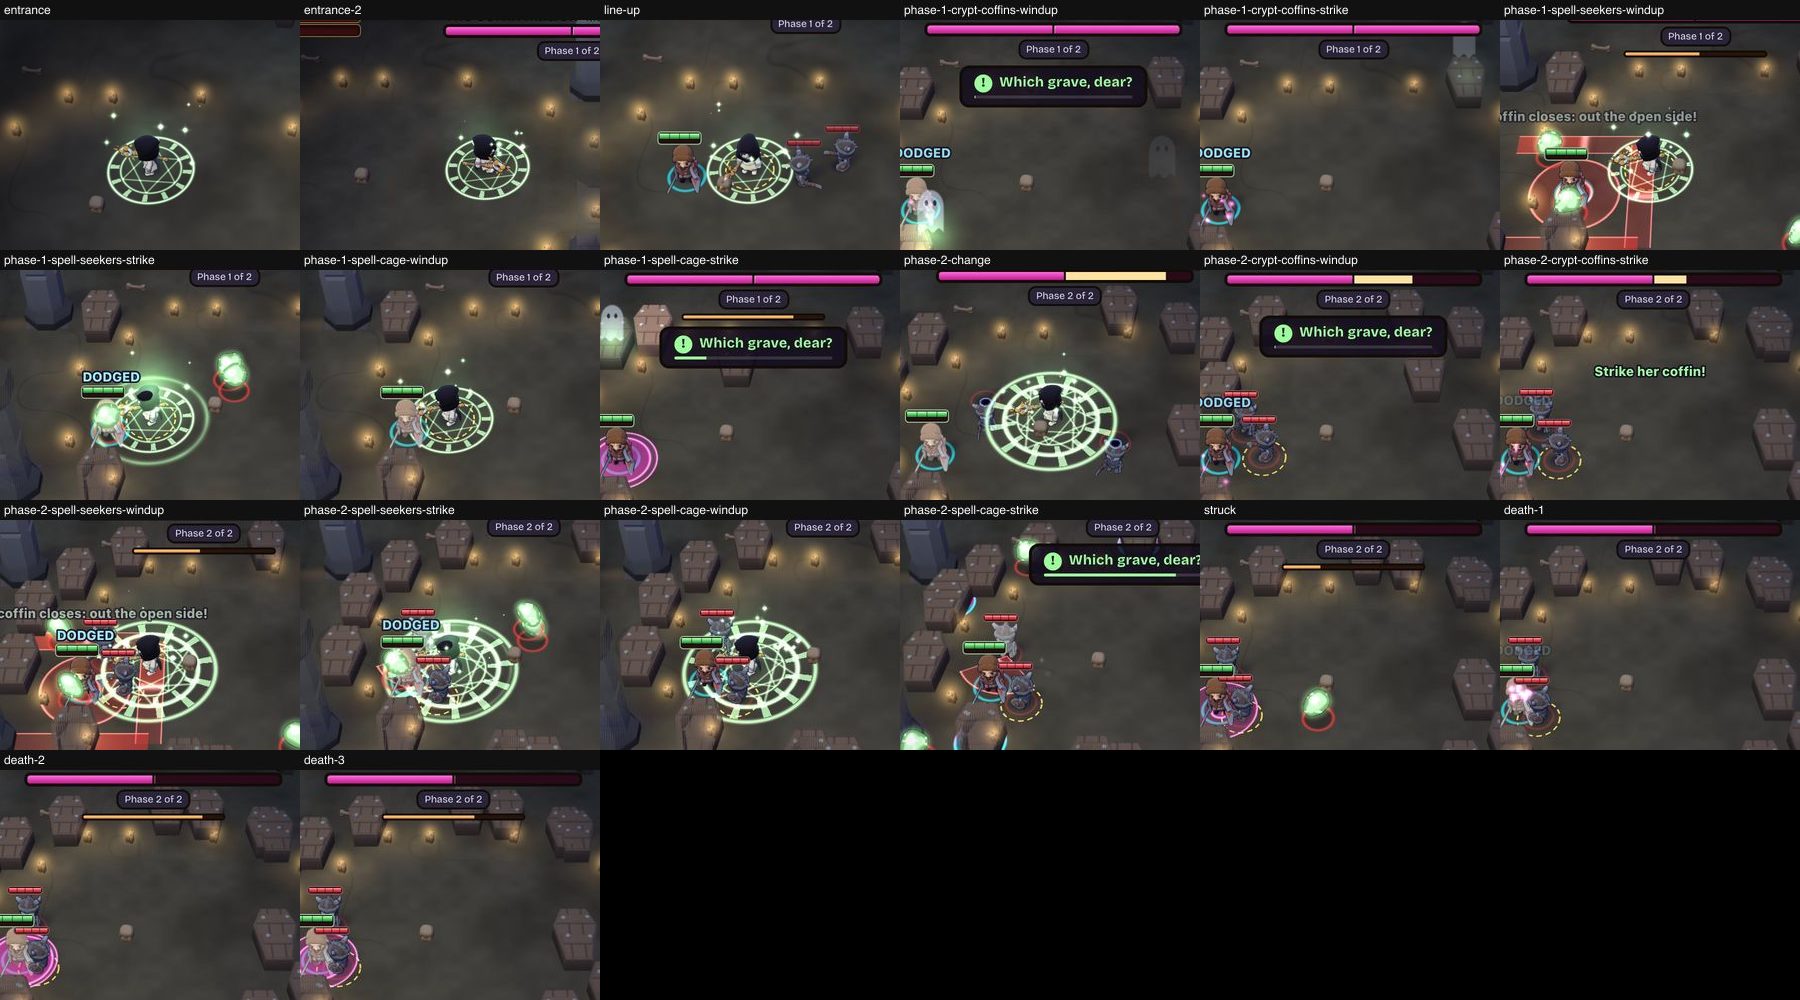 entrance
entrance-2
Phase 1 of 2
line-up
Phase 1 of 2
phase-1-crypt-coffins-windup
Phase 1 of 2
! Which grave, dear?
DODGED
phase-1-crypt-coffins-strike
Phase 1 of 2
DODGED
phase-1-spell-seekers-windup
Phase 1 of 2
offin closes: out the open side!
phase-1-spell-seekers-strike
Phase 1 of 2
DODGED
phase-1-spell-cage-windup
Phase 1 of 2
phase-1-spell-cage-strike
Phase 1 of 2
! Which grave, dear?
phase-2-change
Phase 2 of 2
phase-2-crypt-coffins-windup
Phase 2 of 2
! Which grave, dear?
DODGED
phase-2-crypt-coffins-strike
Phase 2 of 2
Strike her coffin!
DODGED
phase-2-spell-seekers-windup
Phase 2 of 2
coffin closes: out the open side!
DODGED
phase-2-spell-seekers-strike
Phase 2 of 2
DODGED
phase-2-spell-cage-windup
Phase 2 of 2
phase-2-spell-cage-strike
Phase 2 of 2
! Which grave, dear?
struck
Phase 2 of 2
death-1
Phase 2 of 2
DODGED
death-2
Phase 2 of 2
death-3
Phase 2 of 2